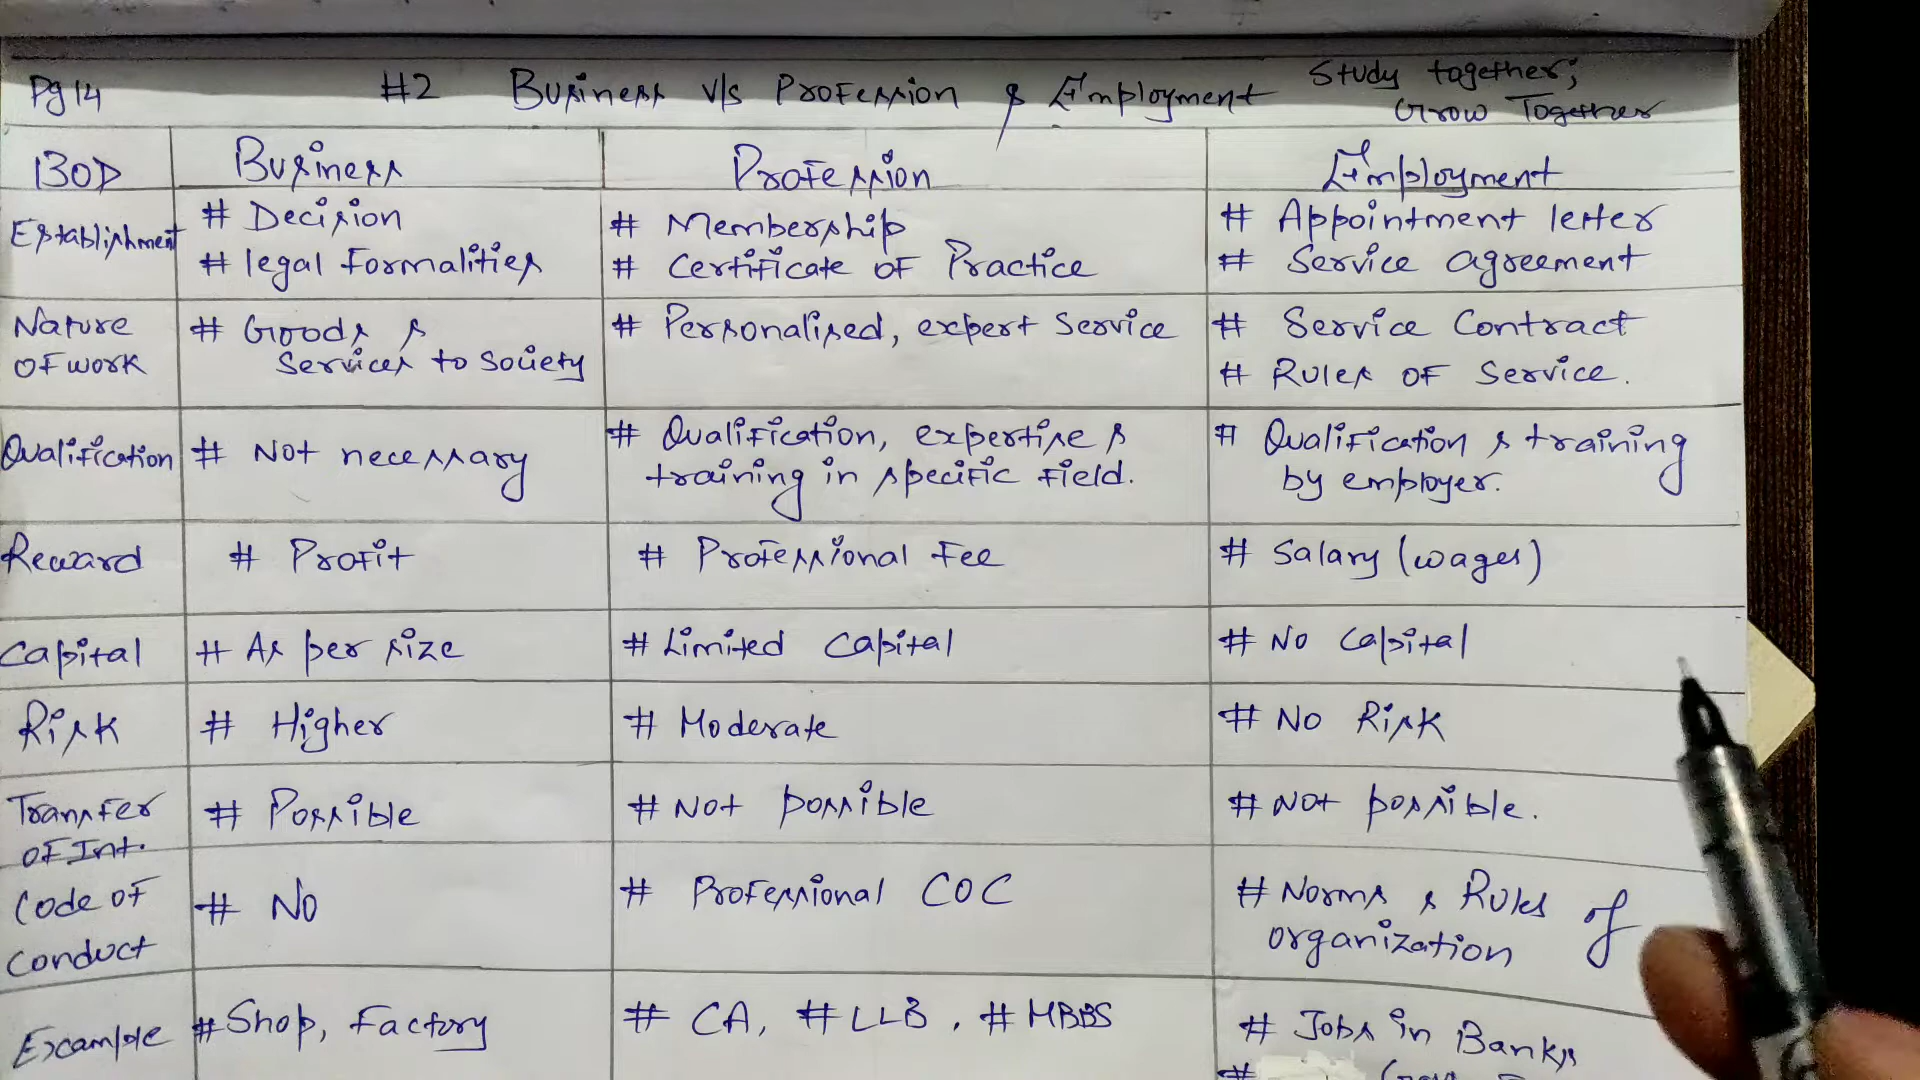 Pg 14 #2 Business v/s Profession & Employment Study together;
Grow Together
BOD Business Profession Employment
Establishment # Decision # Membership # Appointment letter
# legal Formalities # Certificate of Practice # Service agreement
Nature # Goods & # Personalised, expert Service # Service Contract
of work Services to Society # Rules of Service.
Qualification # Not necessary # Qualification, expertise & # Qualification & training
training in specific field. by employer.
Reward # Profit # Professional Fee # Salary (wages)
Capital # As per size # Limited Capital # No Capital
Risk # Higher # Moderate # No Risk
Transfer # Possible # Not possible # Not possible.
of Int.
Code of # No # Professional COC # Norms & Rules of
conduct organization
Example # Shop, Factory # CA, # LLB, # MBBS # Jobs in Banks
#